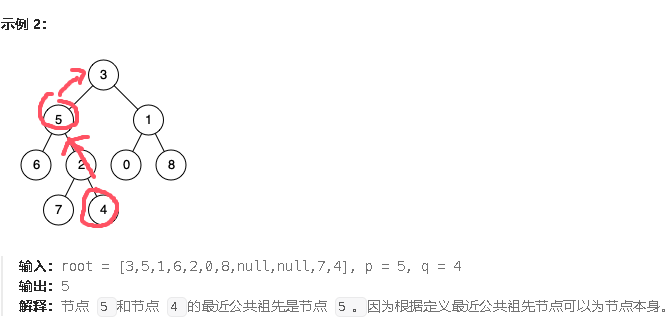 示例 2：
3
5 1
6 2 0 8
7 4
输入：root = [3,5,1,6,2,0,8,null,null,7,4], p = 5, q = 4
输出：5
解释：节点 5 和节点 4 的最近公共祖先是节点 5 。因为根据定义最近公共祖先节点可以为节点本身。